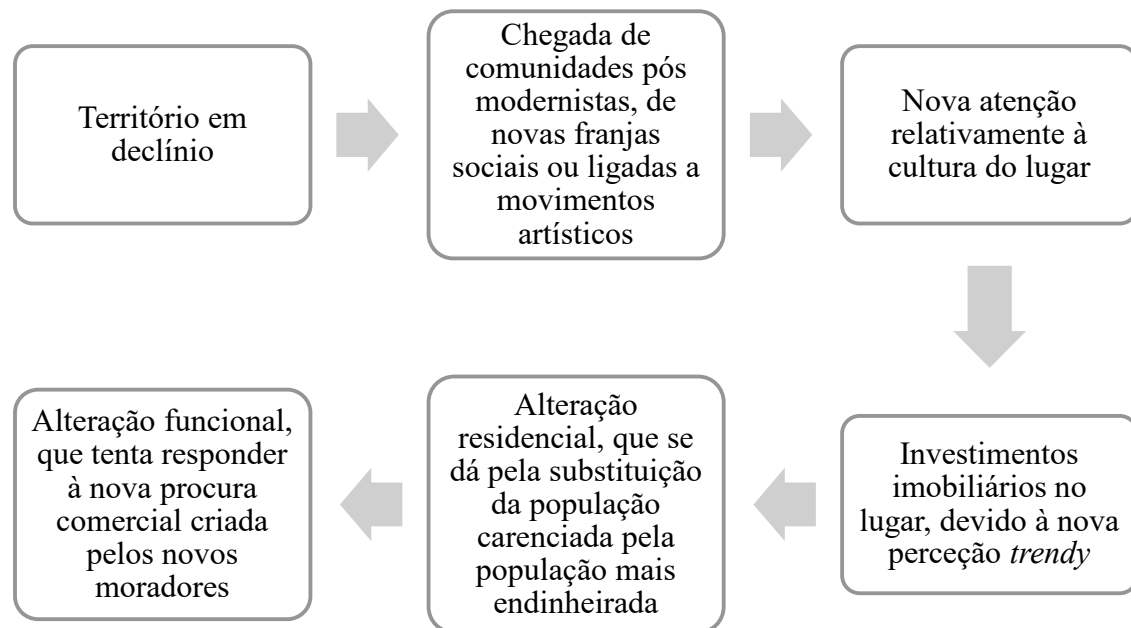 Território em
declínio
Chegada de
comunidades pós
modernistas, de
novas franjas
sociais ou ligadas a
movimentos
artísticos
Nova atenção
relativamente à
cultura do lugar
Investimentos
imobiliários no
lugar, devido à nova
perceção trendy
Alteração
residencial, que se
dá pela substituição
da população
carenciada pela
população mais
endinheirada
Alteração funcional,
que tenta responder
à nova procura
comercial criada
pelos novos
moradores